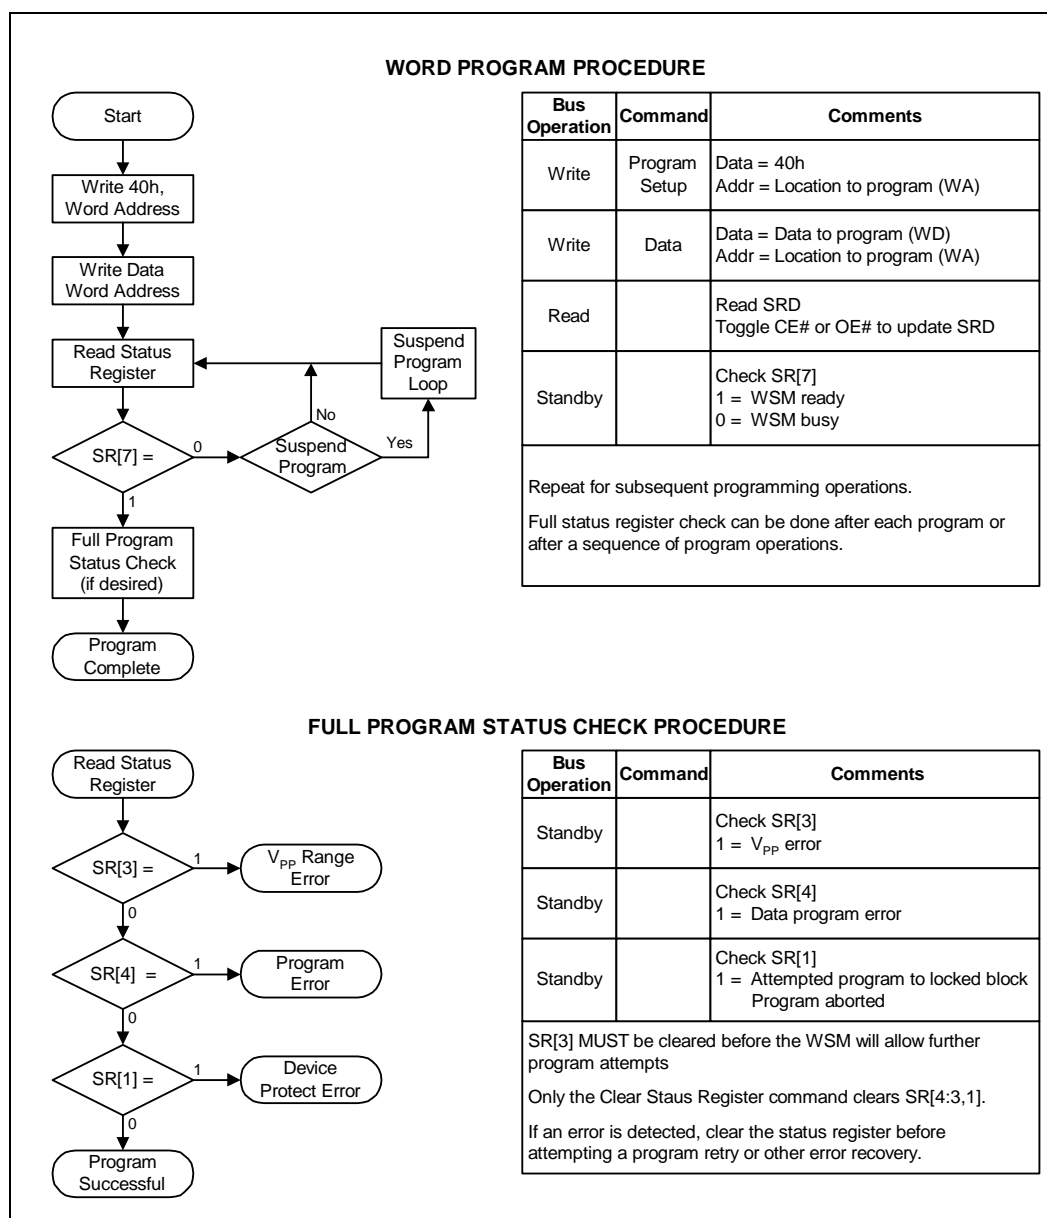 WORD PROGRAM PROCEDURE
Start
Write 40h,
Word Address
Write Data
Word Address
Read Status
Register
Suspend
Program
Loop
No
SR[7] =
0
Suspend
Program
Yes
1
Full Program
Status Check
(if desired)
Program
Complete
Bus
Operation
Command
Comments
Write
Program
Setup
Data = 40h
Addr = Location to program (WA)
Write
Data
Data = Data to program (WD)
Addr = Location to program (WA)
Read
Read SRD
Toggle CE# or OE# to update SRD
Standby
Check SR[7]
1 = WSM ready
0 = WSM busy
Repeat for subsequent programming operations.
Full status register check can be done after each program or
after a sequence of program operations.
FULL PROGRAM STATUS CHECK PROCEDURE
Read Status
Register
SR[3] =
1
VPP Range
Error
0
SR[4] =
1
Program
Error
0
SR[1] =
1
Device
Protect Error
0
Program
Successful
Bus
Operation
Command
Comments
Standby
Check SR[3]
1 = VPP error
Standby
Check SR[4]
1 = Data program error
Standby
Check SR[1]
1 = Attempted program to locked block
Program aborted
SR[3] MUST be cleared before the WSM will allow further
program attempts
Only the Clear Staus Register command clears SR[4:3,1].
If an error is detected, clear the status register before
attempting a program retry or other error recovery.